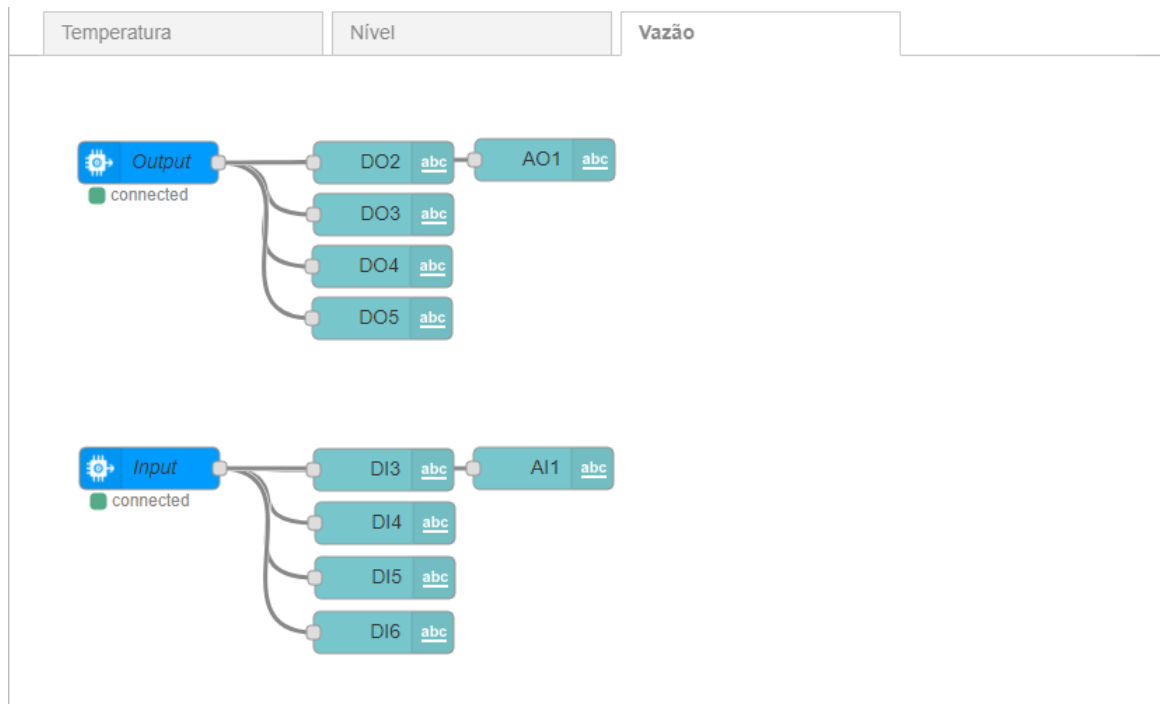 Temperatura Nível Vazão
Output DO2 abc AO1 abc
connected
DO3 abc
DO4 abc
DO5 abc
Input DI3 abc AI1 abc
connected
DI4 abc
DI5 abc
DI6 abc